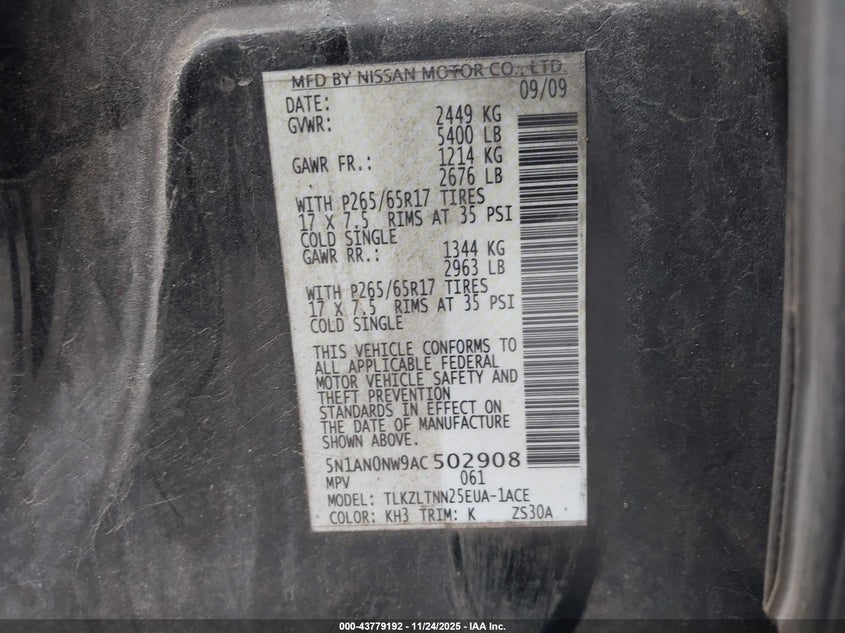 MFD BY NISSAN MOTOR CO., LTD.
DATE: 09/09
GVWR: 2449 KG
5400 LB
GAWR FR.: 1214 KG
2676 LB
WITH P265/65R17 TIRES
17 X 7.5 RIMS AT 35 PSI
COLD SINGLE
GAWR RR.: 1344 KG
2963 LB
WITH P265/65R17 TIRES
17 X 7.5 RIMS AT 35 PSI
COLD SINGLE
THIS VEHICLE CONFORMS TO
ALL APPLICABLE FEDERAL
MOTOR VEHICLE SAFETY AND
THEFT PREVENTION
STANDARDS IN EFFECT ON
THE DATE OF MANUFACTURE
SHOWN ABOVE.
5N1AN0NW9AC502908
MPV 061
MODEL: TLKZLTNN25EUA-1ACE
COLOR: KH3 TRIM: K ZS30A
000-43779192 - 11/24/2025 - IAA Inc.